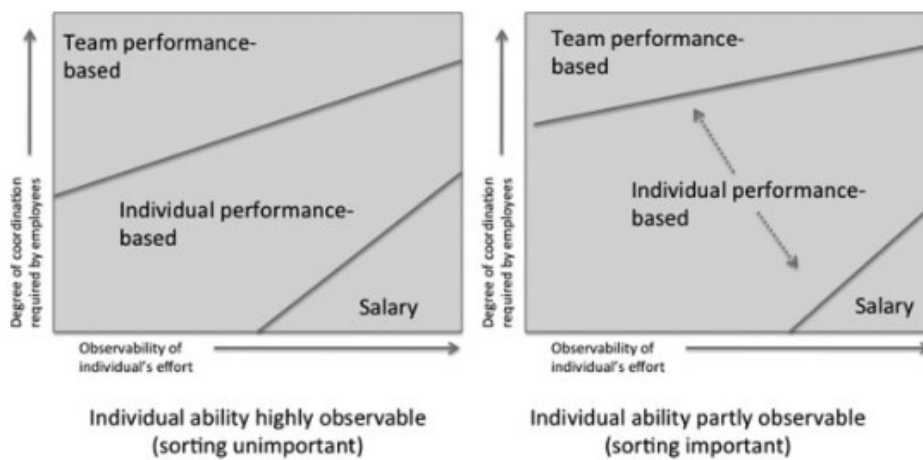 Team performance-
based
Individual performance-
based
Salary
Degree of coordination
required by employees
Observability of
individual's effort
Individual ability highly observable
(sorting unimportant)
Team performance-
based
Individual performance-
based
Salary
Degree of coordination
required by employees
Observability of
individual's effort
Individual ability partly observable
(sorting important)